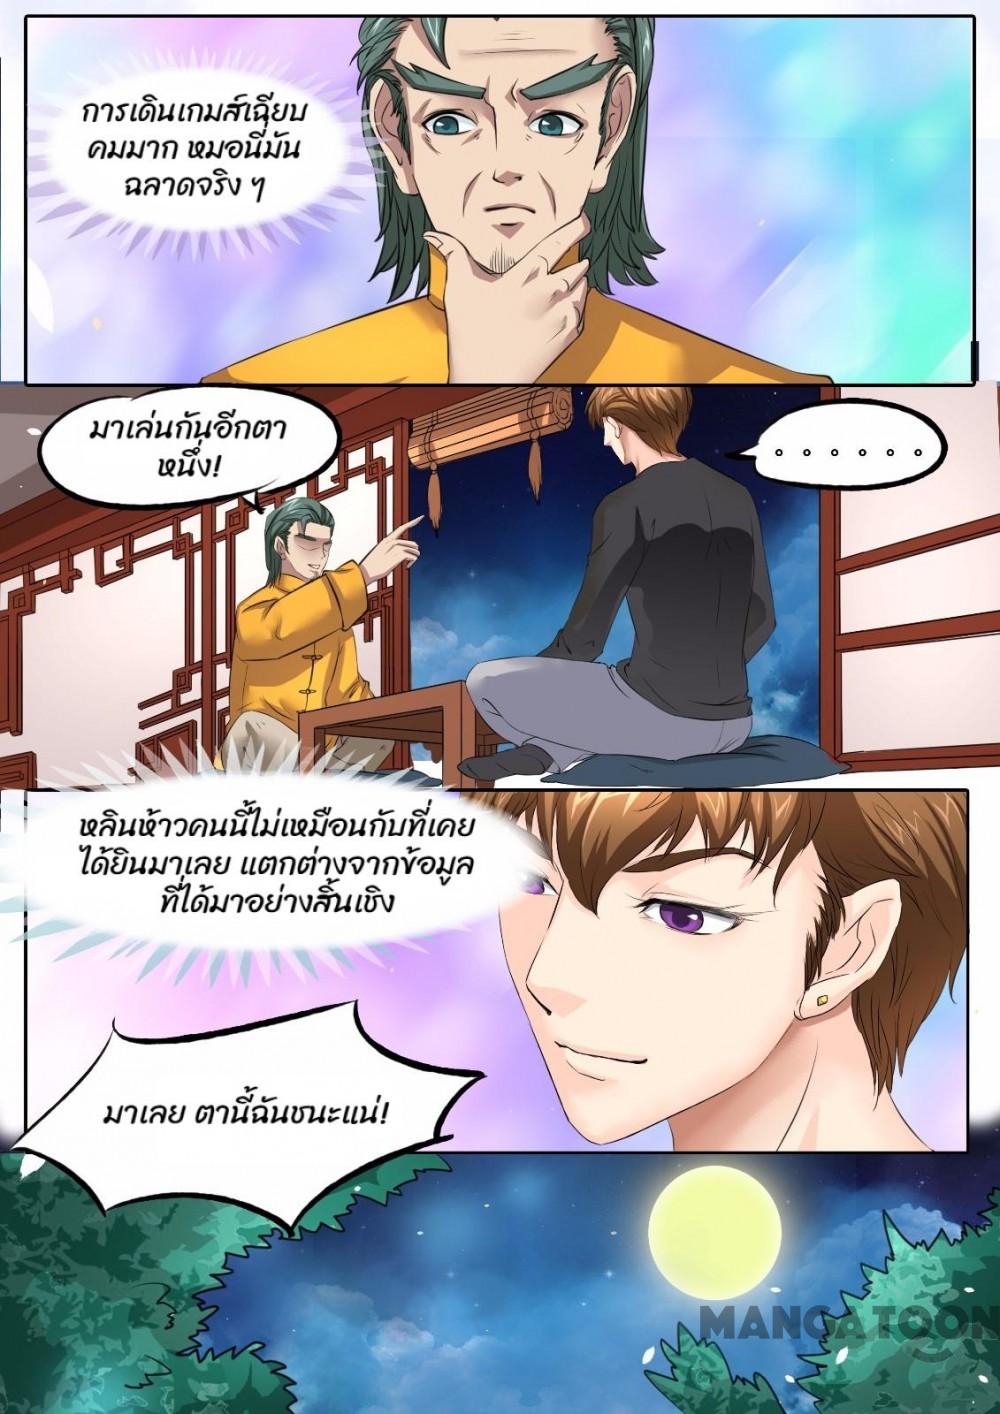 การเดินเกมส์เฉียบ
คมมาก หมอนี่มัน
ฉลาดจริง ๆ
มาเล่นกันอีกตา
หนึ่ง!
。。。。。。
หลินห้าวคนนี้ไม่เหมือนกับที่เคย
ได้ยินมาเลย แตกต่างจากข้อมูล
ที่ได้มาอย่างสิ้นเชิง
มาเลย ตานี้ฉันชนะแน่!
MANGATOON